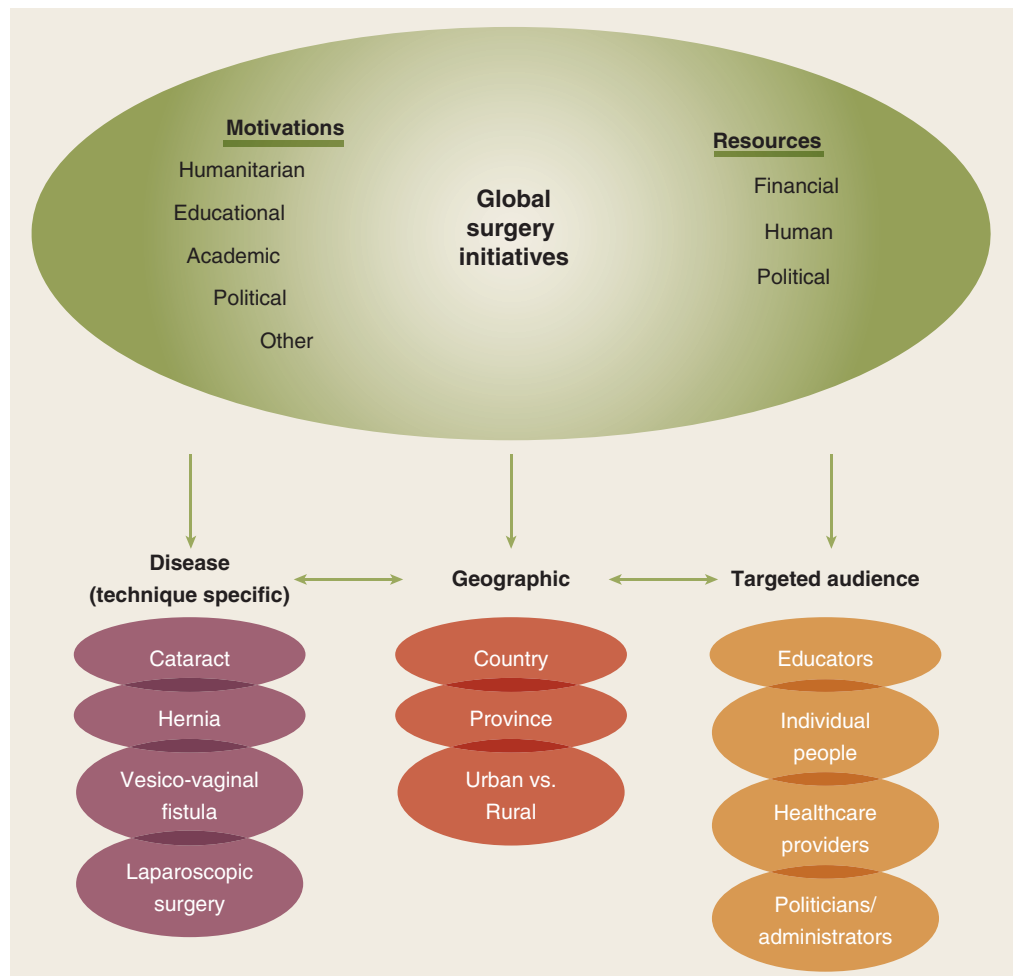 Motivations
Humanitarian
Educational
Academic
Political
Other
Global
surgery
initiatives
Resources
Financial
Human
Political
Disease
(technique specific)
Cataract
Hernia
Vesico-vaginal
fistula
Laparoscopic
surgery
Geographic
Country
Province
Urban vs.
Rural
Targeted audience
Educators
Individual
people
Healthcare
providers
Politicians/
administrators